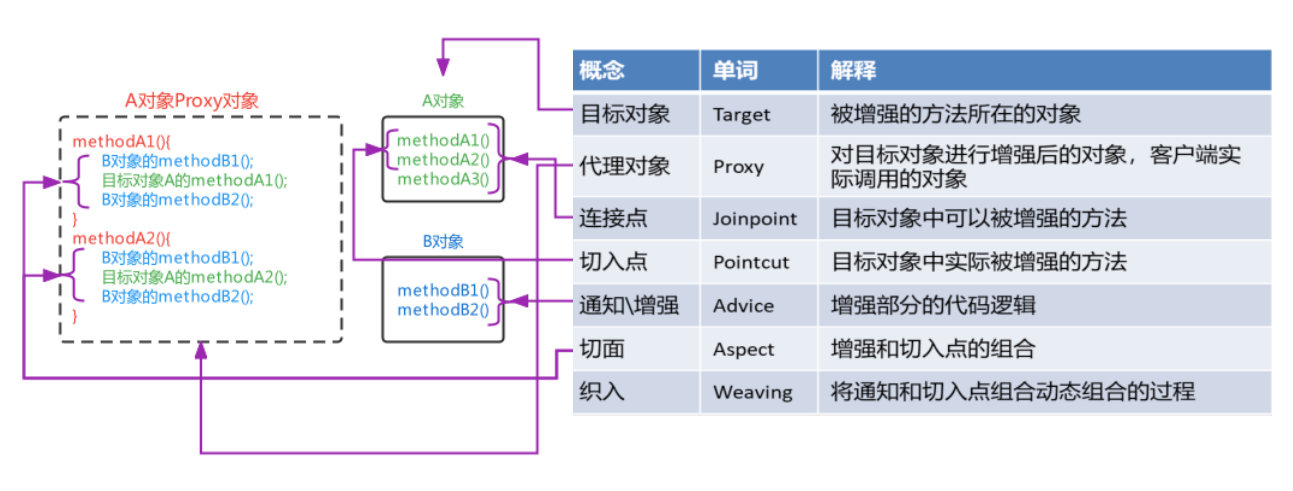 A对象Proxy对象
methodA1(){
B对象的methodB1();
目标对象A的methodA1();
B对象的methodB2();
}
methodA2(){
B对象的methodB1();
目标对象A的methodA2();
B对象的methodB2();
}
A对象
methodA1()
methodA2()
methodA3()
B对象
methodB1()
methodB2()
概念 单词 解释
目标对象 Target 被增强的方法所在的对象
代理对象 Proxy 对目标对象进行增强后的对象，客户端实
际调用的对象
连接点 Joinpoint 目标对象中可以被增强的方法
切入点 Pointcut 目标对象中实际被增强的方法
通知\增强 Advice 增强部分的代码逻辑
切面 Aspect 增强和切入点的组合
织入 Weaving 将通知和切入点组合动态组合的过程